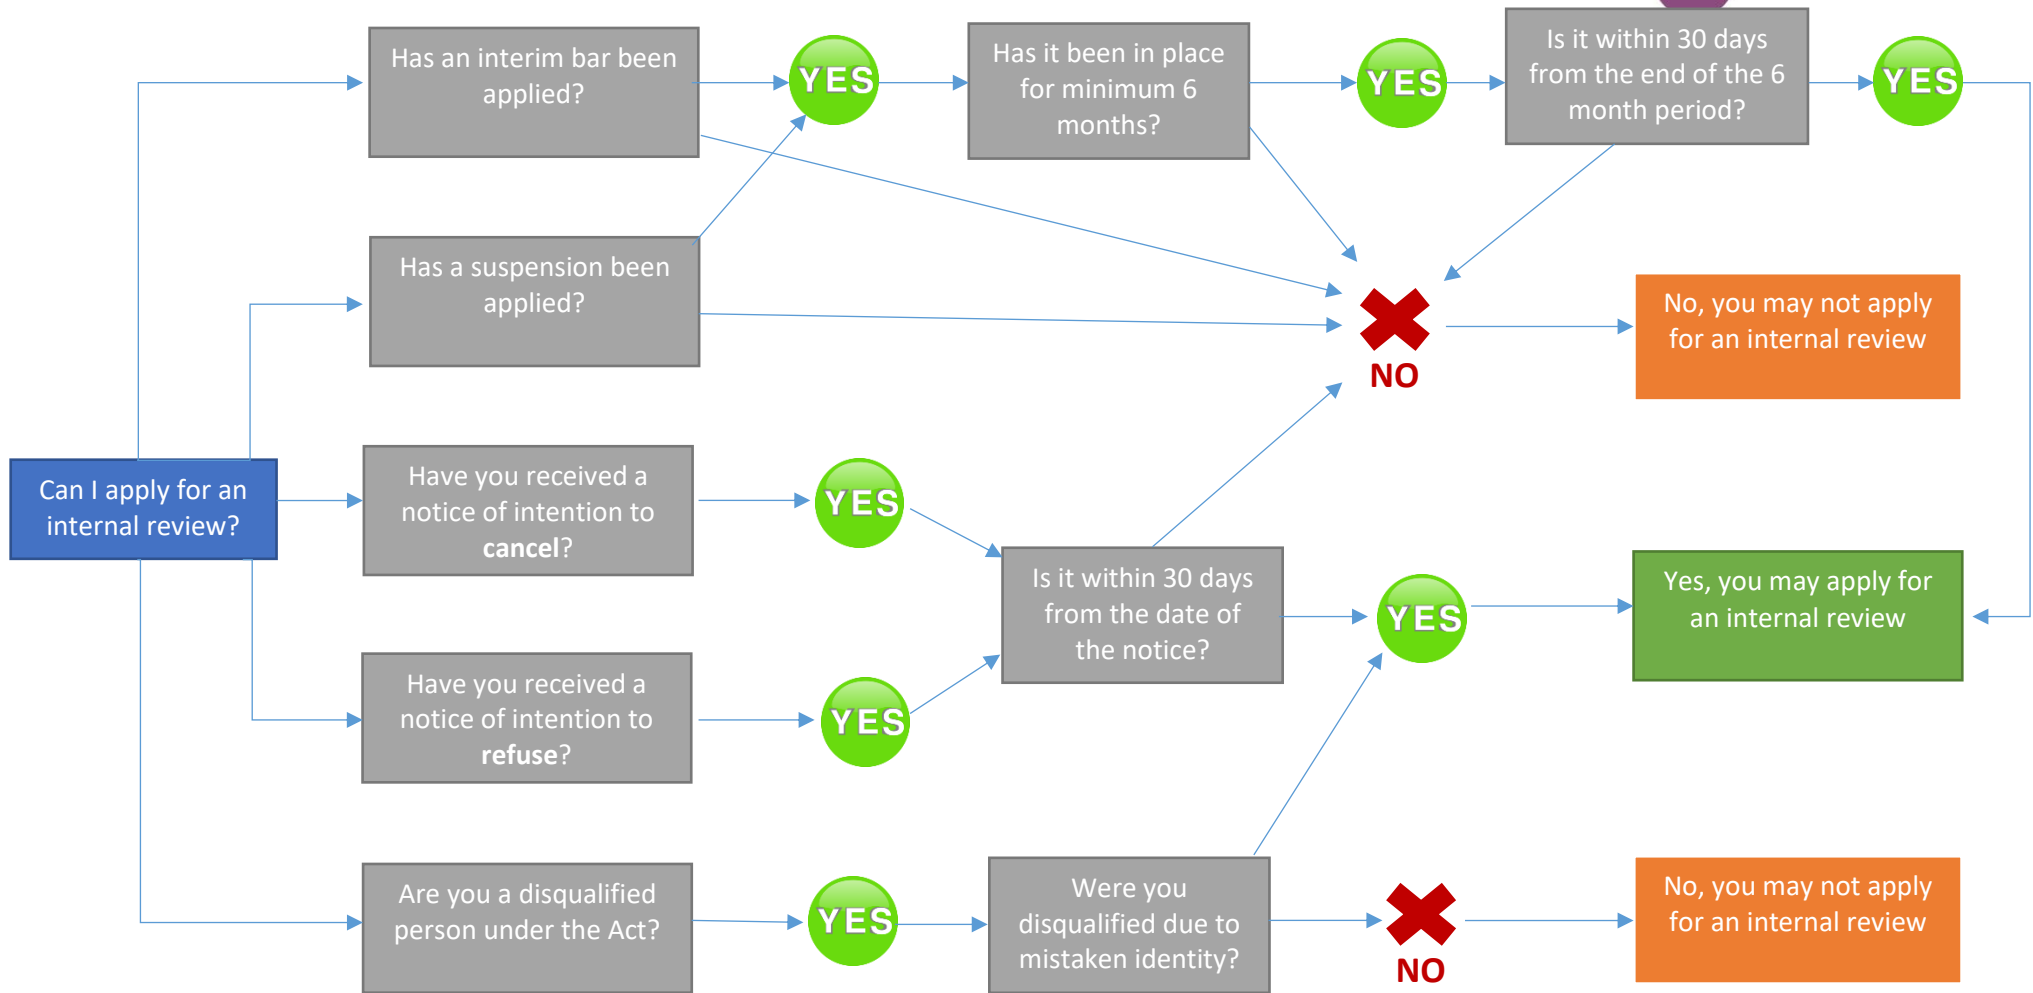 Has an interim bar been
applied?
YES
Has it been in place
for minimum 6
months?
YES
Is it within 30 days
from the end of the 6
month period?
YES
Has a suspension been
applied?
NO
No, you may not apply
for an internal review
Can I apply for an
internal review?
Have you received a
notice of intention to
cancel?
YES
Is it within 30 days
from the date of
the notice?
YES
Yes, you may apply for
an internal review
Have you received a
notice of intention to
refuse?
YES
Are you a disqualified
person under the Act?
YES
Were you
disqualified due to
mistaken identity?
NO
No, you may not apply
for an internal review